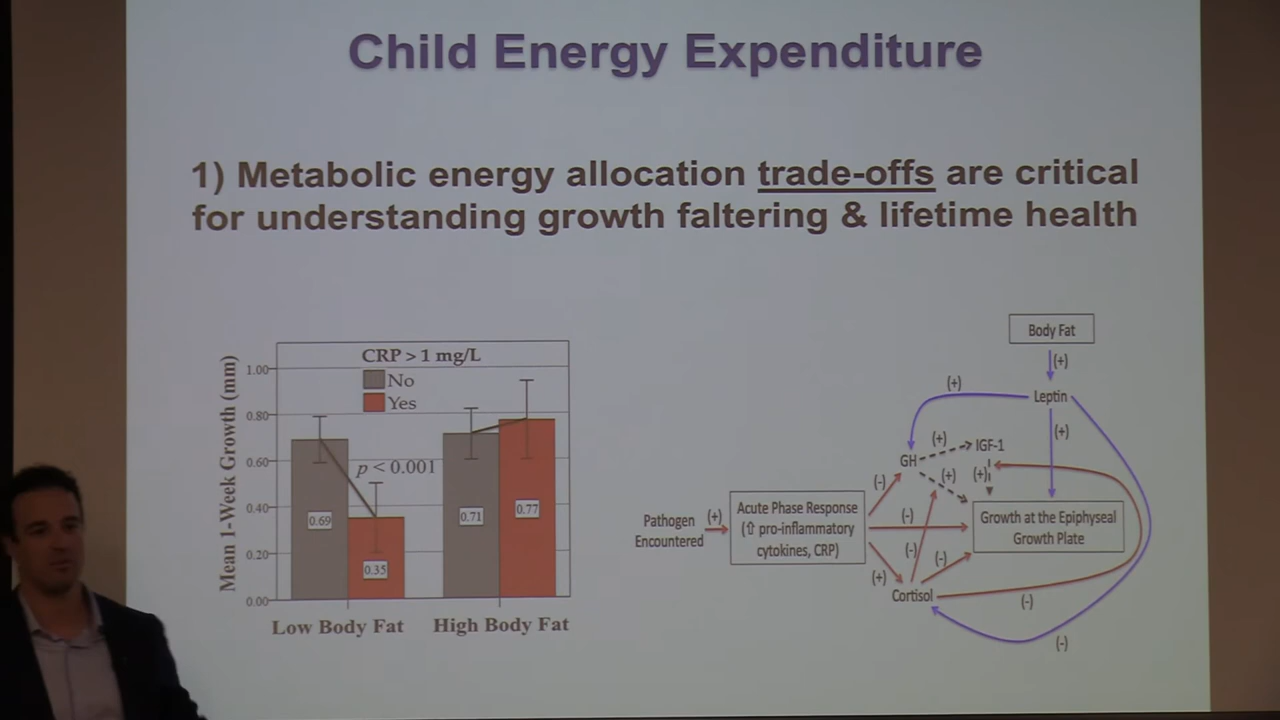 Child Energy Expenditure
1) Metabolic energy allocation trade-offs are critical
for understanding growth faltering & lifetime health
Mean 1-Week Growth (mm)
1.00
0.80
0.60
0.40
0.20
0.00
CRP > 1 mg/L
No
Yes
p < 0.001
0.69
0.35
0.71
0.77
Low Body Fat
High Body Fat
Body Fat
(+)
Leptin
(+)
(+)
(+)
IGF-1
GH
(+)
(+)
(-)
Pathogen
Encountered
(+)
Acute Phase Response
(⇧ pro-inflammatory
cytokines, CRP)
(-)
Growth at the Epiphyseal
Growth Plate
(-)
(-)
(+)
Cortisol
(-)
(-)